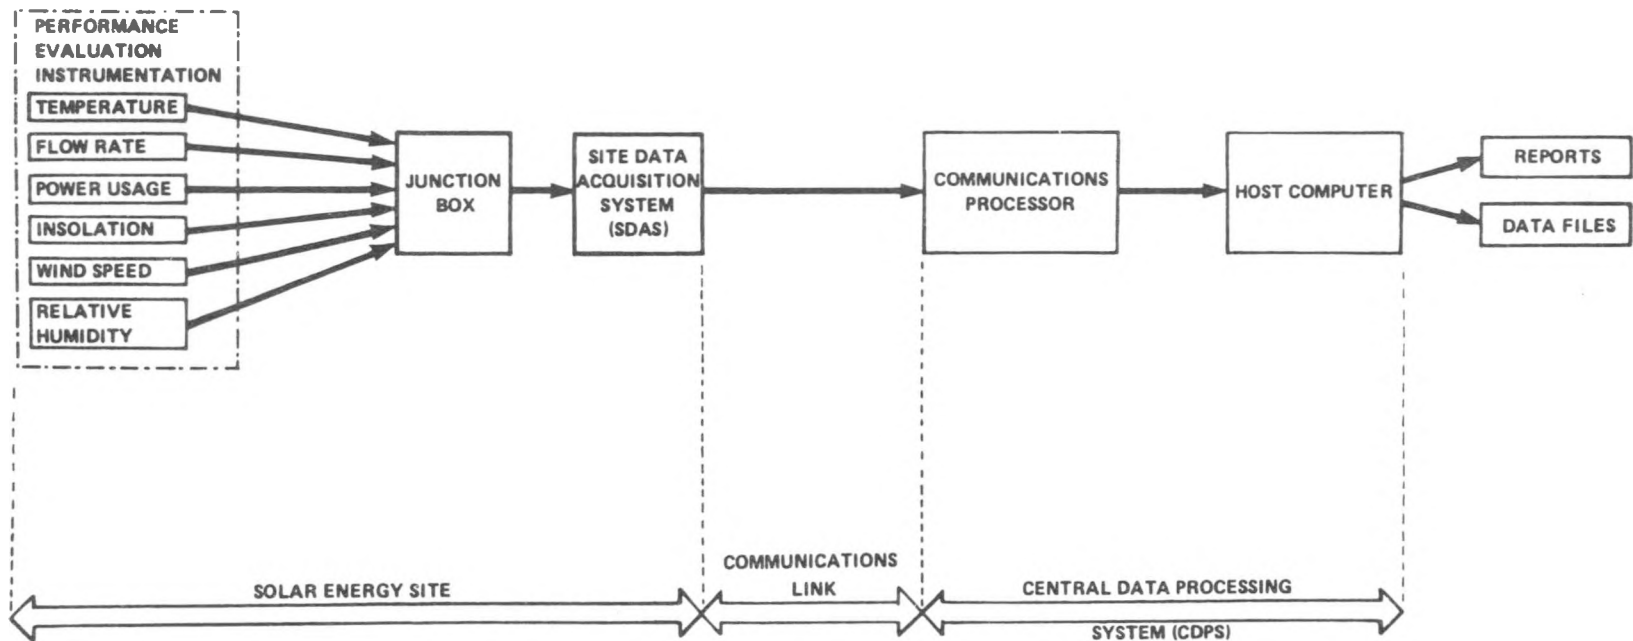 PERFORMANCE
EVALUATION
INSTRUMENTATION
TEMPERATURE
FLOW RATE
POWER USAGE
INSOLATION
WIND SPEED
RELATIVE
HUMIDITY
JUNCTION
BOX
SITE DATA
ACQUISITION
SYSTEM
(SDAS)
COMMUNICATIONS
PROCESSOR
HOST COMPUTER
REPORTS
DATA FILES
SOLAR ENERGY SITE
COMMUNICATIONS
LINK
CENTRAL DATA PROCESSING
SYSTEM (CDPS)